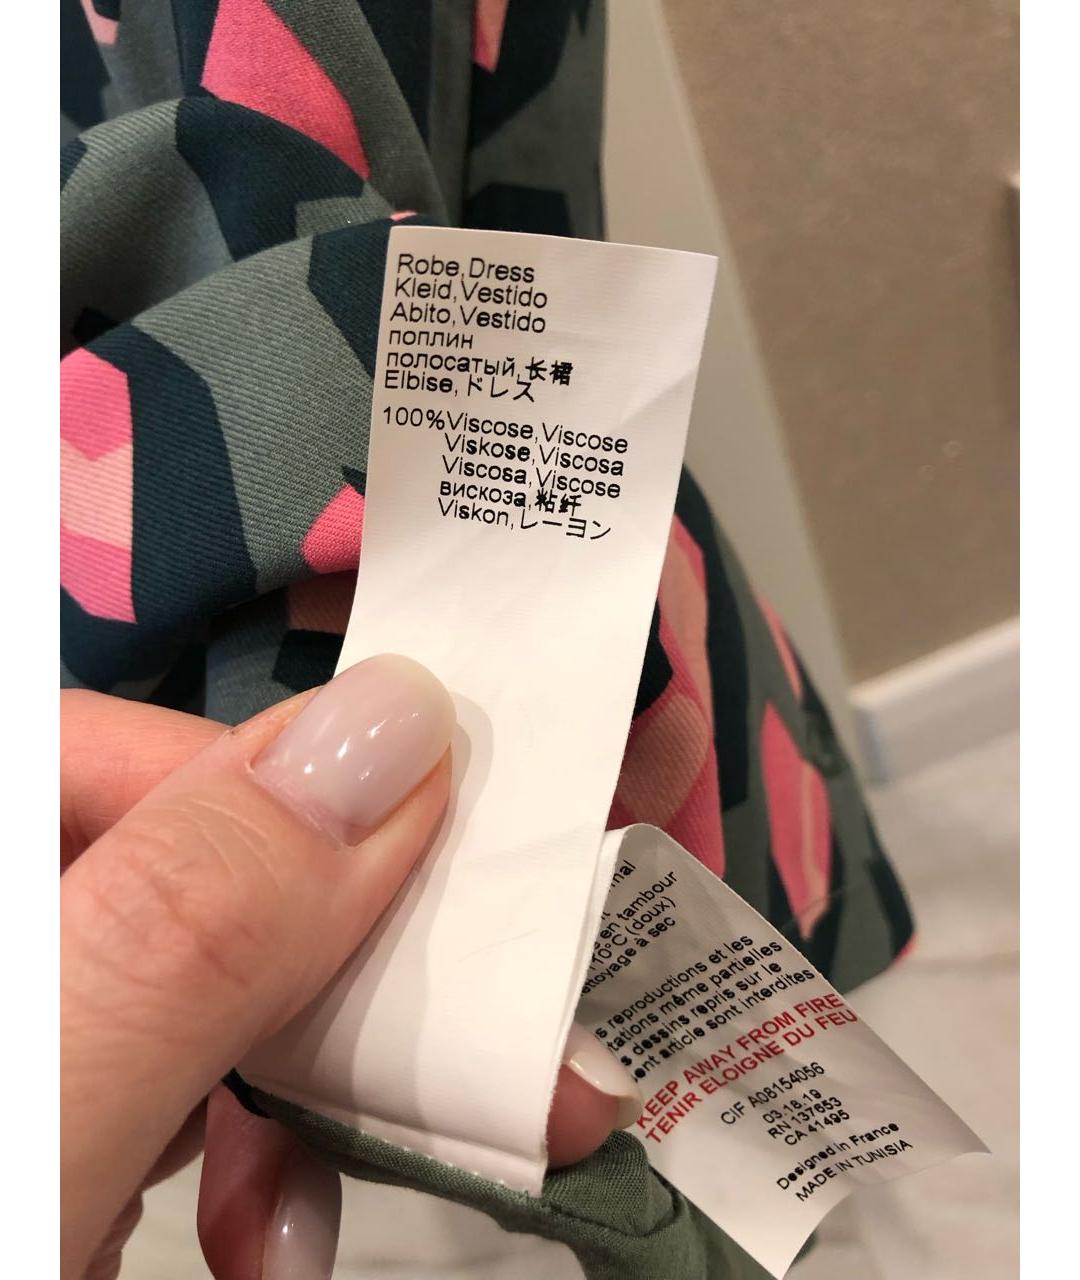 Robe,Dress
Kleid,Vestido
Abito,Vestido
поплин
полосатый,长裙
Elbise,ドレス
100%Viscose,Viscose
Viskose,Viscosa
Viscosa,Viscose
вискоза,粘纤
Viskon,レーヨン
en tambour
110°C (doux)
à sec
reproductions et les
même partielles
dessins repris sur le
article sont interdites
KEEP AWAY FROM FIRE
TENIR ELOIGNE DU FEU
CIF A08154056
03.18.19
RN 137653
CA 41495
Designed in France
MADE IN TUNISIA